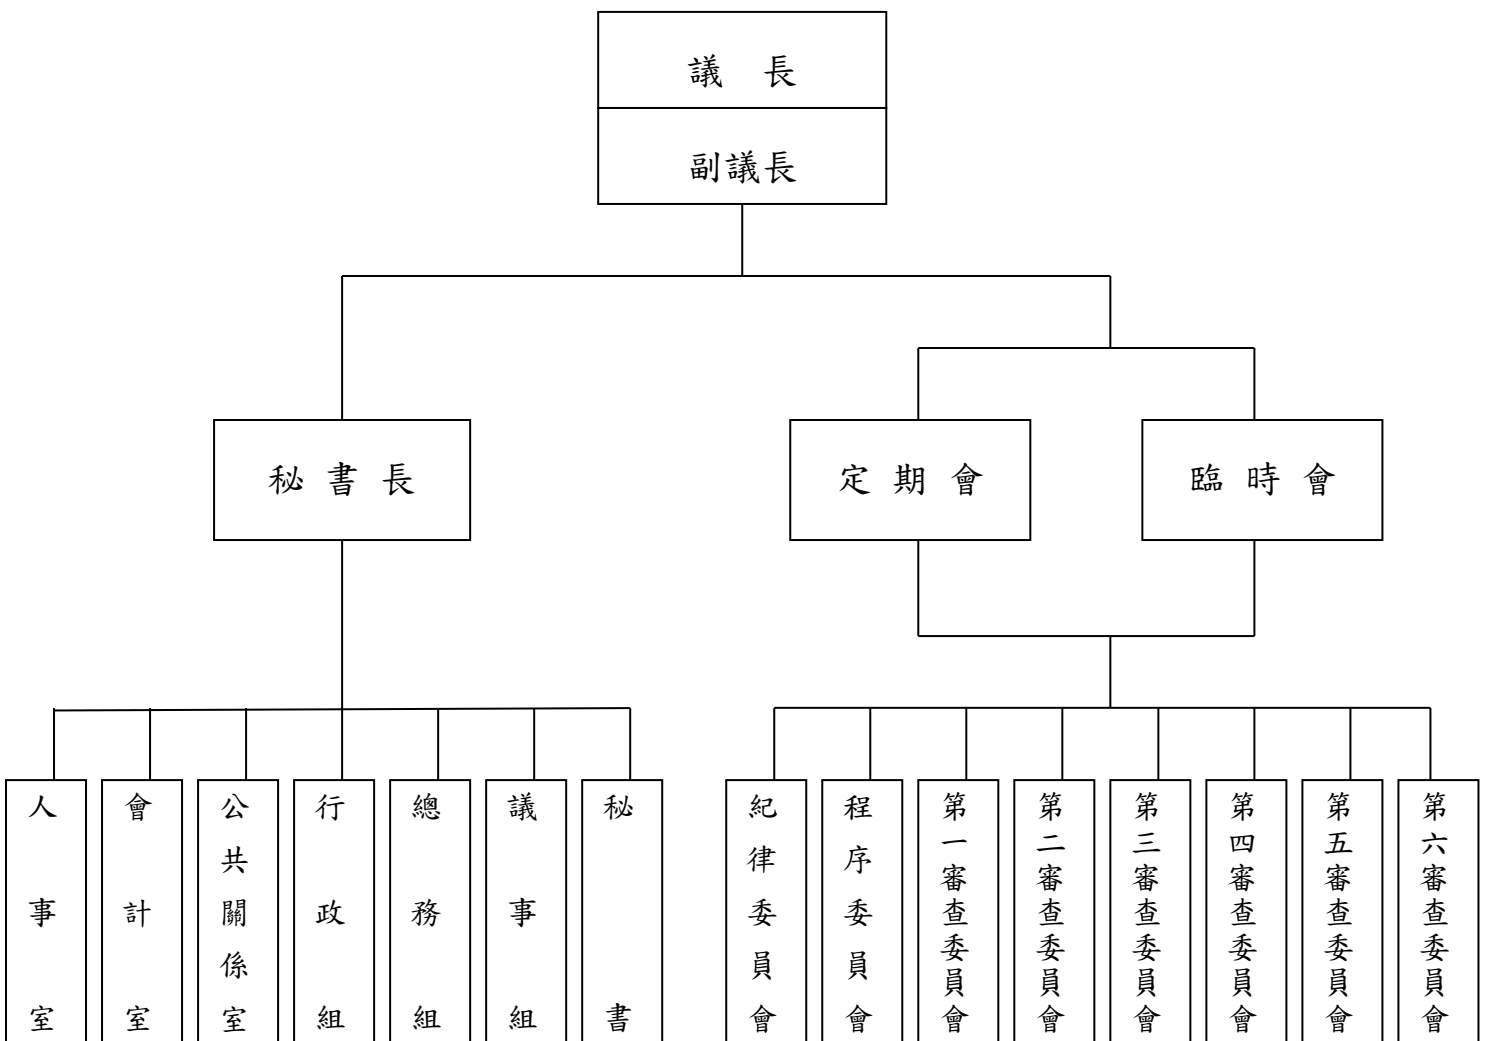 議 長
副議長
秘書長
定期會
臨時會
人事室
會計室
公共關係室
行政組
總務組
議事組
秘書
紀律委員會
程序委員會
第一審查委員會
第二審查委員會
第三審查委員會
第四審查委員會
第五審查委員會
第六審查委員會